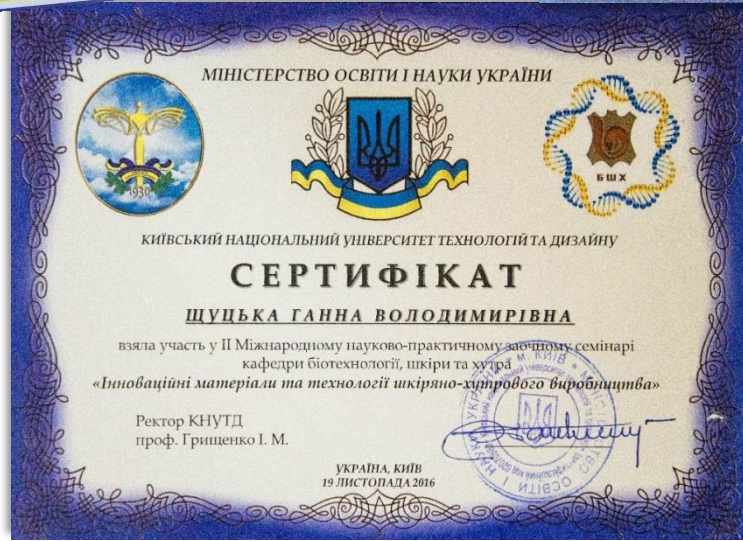 МІНІСТЕРСТВО ОСВІТИ І НАУКИ УКРАЇНИ
1930
БШХ
КИЇВСЬКИЙ НАЦІОНАЛЬНИЙ УНІВЕРСИТЕТ ТЕХНОЛОГІЙ ТА ДИЗАЙНУ
СЕРТИФІКАТ
ЩУЦЬКА ГАННА ВОЛОДИМИРІВНА
взяла участь у ІІ Міжнародному науково-практичному заочному семінарі
кафедри біотехнології, шкіри та хутра
«Інноваційні матеріали та технології шкіряно-хутрового виробництва»
Ректор КНУТД
проф. Грищенко І. М.
УКРАЇНА, КИЇВ
19 ЛИСТОПАДА 2016